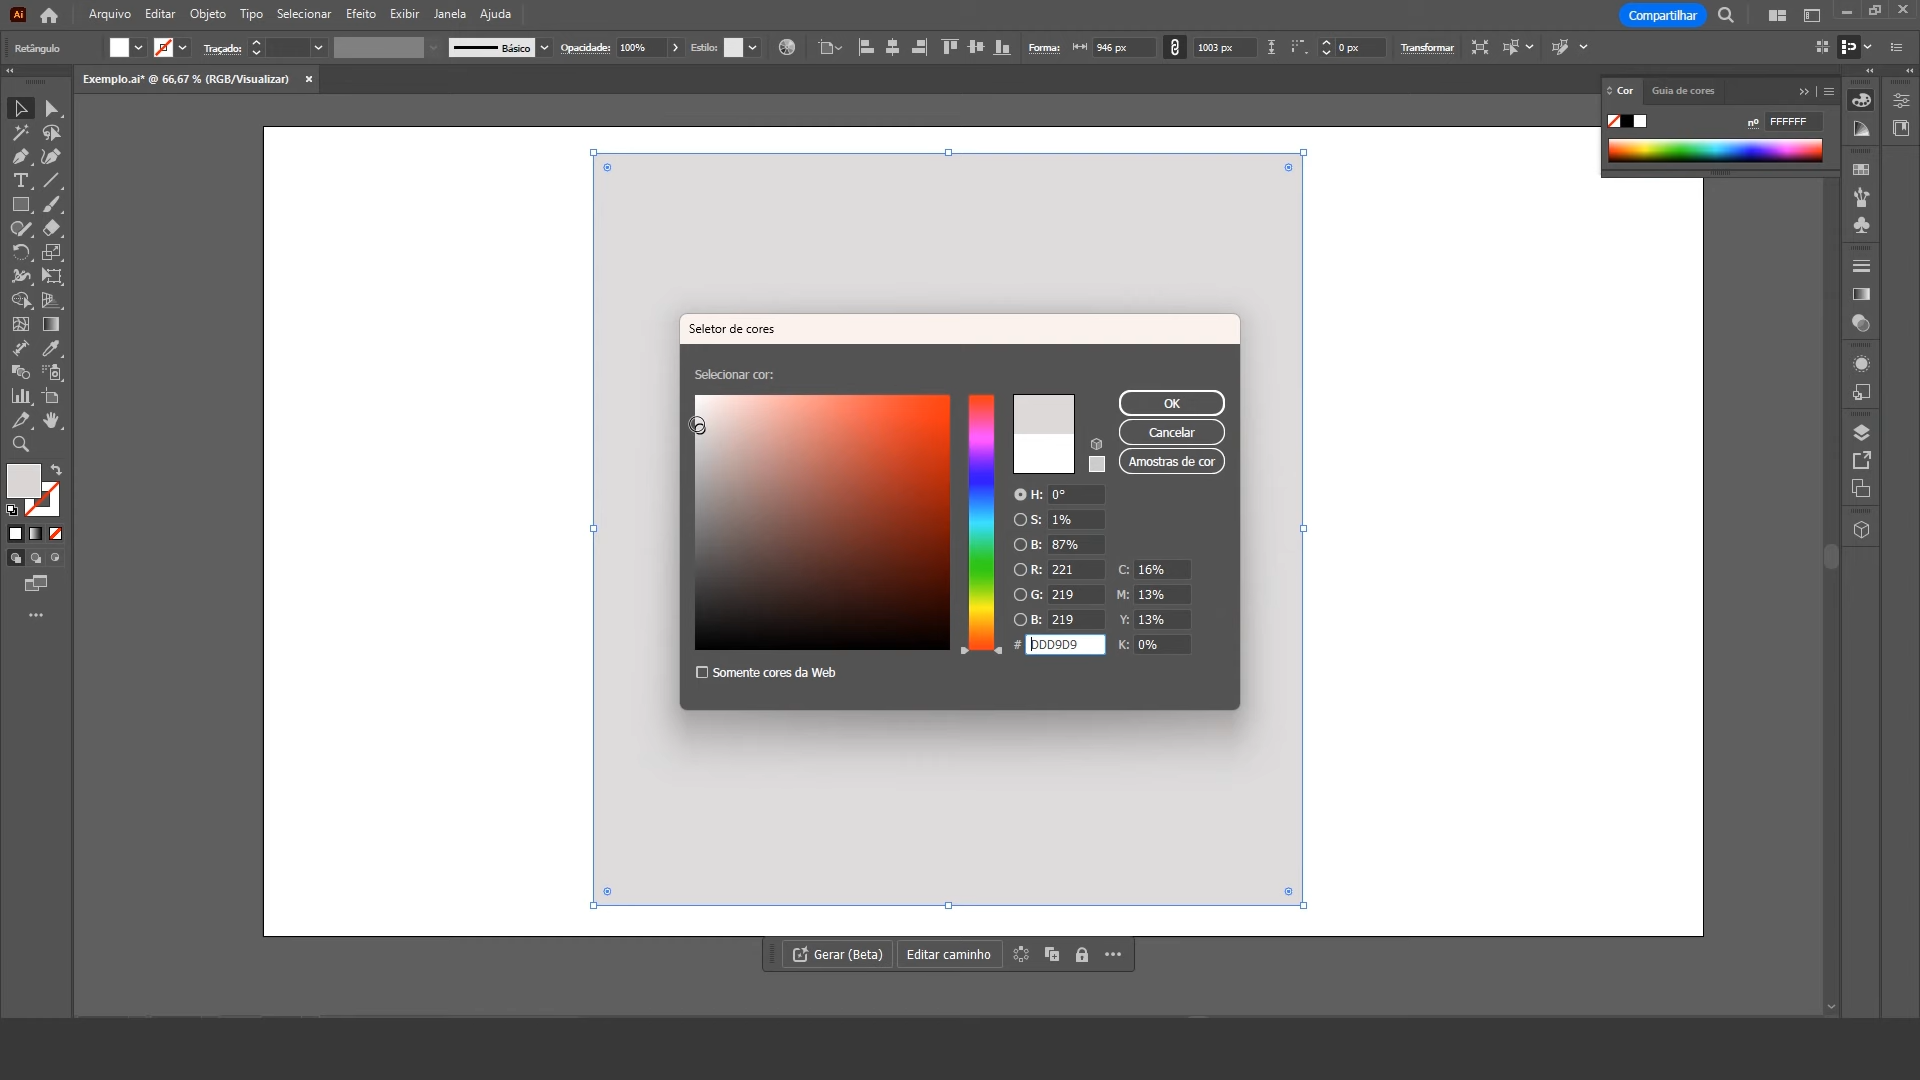 Ai Arquivo Editar Objeto Tipo Selecionar Efeito Exibir Janela Ajuda Compartilhar
Retângulo Traçado: Básico Opacidade: 100% Estilo: Forma: 946 px 1003 px 0 px Transformar
Exemplo.ai* @ 66,67 % (RGB/Visualizar)
Cor Guia de cores
nº FFFFFF
Seletor de cores
Selecionar cor:
OK
Cancelar
Amostras de cor
H: 0°
S: 1%
B: 87%
R: 221 C: 16%
G: 219 M: 13%
B: 219 Y: 13%
# DDD9D9 K: 0%
Somente cores da Web
Gerar (Beta) Editar caminho